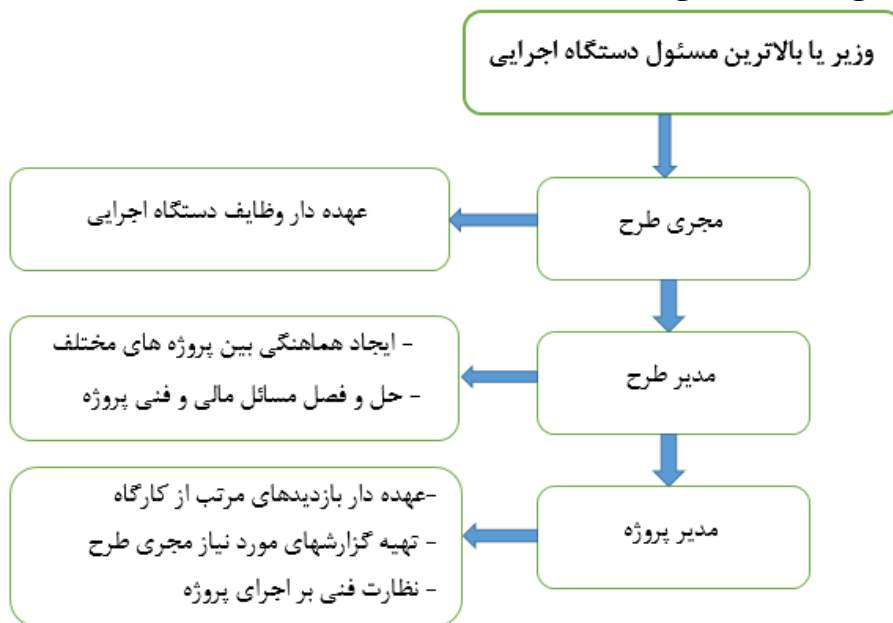 وزیر یا بالاترین مسئول دستگاه اجرایی
مجری طرح
عهده دار وظایف دستگاه اجرایی
مدیر طرح
- ایجاد هماهنگی بین پروژه های مختلف
- حل و فصل مسائل مالی و فنی پروژه
مدیر پروژه
-عهده دار بازدیدهای مرتب از کارگاه
- تهیه گزارشهای مورد نیاز مجری طرح
- نظارت فنی بر اجرای پروژه